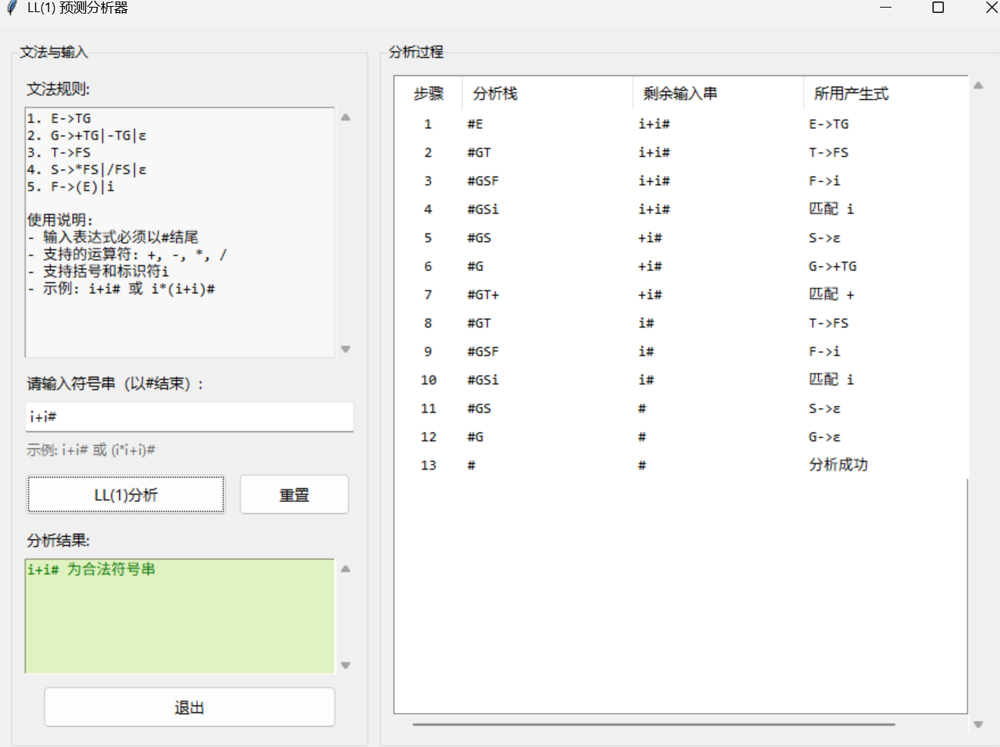 LL(1) 预测分析器
文法与输入
文法规则:
1. E->TG
2. G->+TG|-TG|ε
3. T->FS
4. S->*FS|/FS|ε
5. F->(E)|i
使用说明:
- 输入表达式必须以#结尾
- 支持的运算符: +, -, *, /
- 支持括号和标识符i
- 示例: i+i# 或 i*(i+i)#
请输入符号串（以#结束）:
i+i#
示例: i+i# 或 (i*i+i)#
LL(1)分析 重置
分析结果:
i+i# 为合法符号串
退出
分析过程
步骤 分析栈 剩余输入串 所用产生式
1 #E i+i# E->TG
2 #GT i+i# T->FS
3 #GSF i+i# F->i
4 #GSi i+i# 匹配 i
5 #GS +i# S->ε
6 #G +i# G->+TG
7 #GT+ +i# 匹配 +
8 #GT i# T->FS
9 #GSF i# F->i
10 #GSi i# 匹配 i
11 #GS # S->ε
12 #G # G->ε
13 # # 分析成功